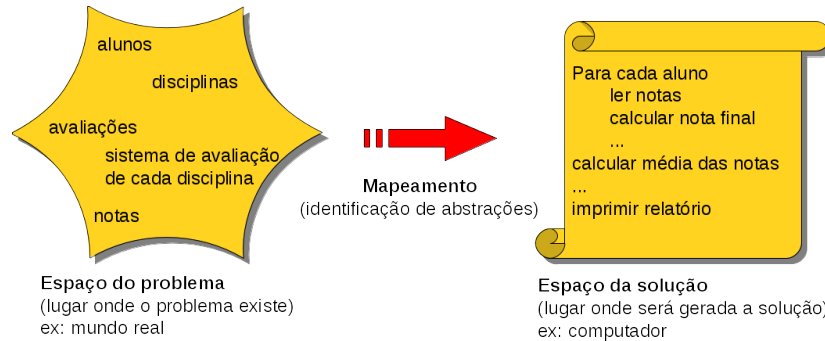 alunos
disciplinas
avaliações
sistema de avaliação
de cada disciplina
notas
Espaço do problema
(lugar onde o problema existe)
ex: mundo real
Mapeamento
(identificação de abstrações)
Para cada aluno
ler notas
calcular nota final
...
calcular média das notas
...
imprimir relatório
Espaço da solução
(lugar onde será gerada a solução)
ex: computador